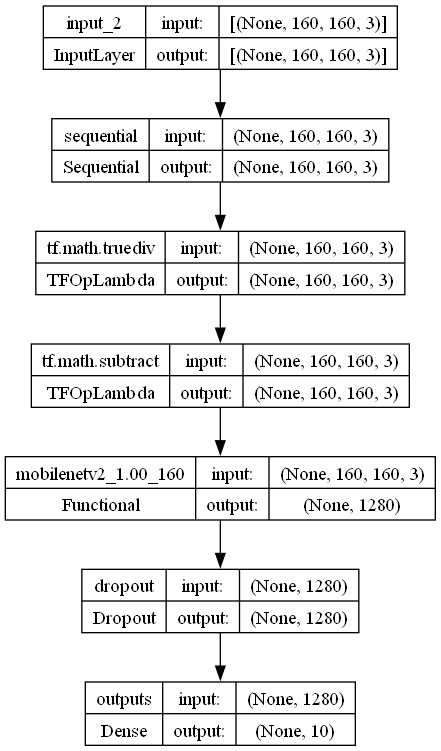 input_2 input: [(None, 160, 160, 3)]
InputLayer output: [(None, 160, 160, 3)]
sequential input: (None, 160, 160, 3)
Sequential output: (None, 160, 160, 3)
tf.math.truediv input: (None, 160, 160, 3)
TFOpLambda output: (None, 160, 160, 3)
tf.math.subtract input: (None, 160, 160, 3)
TFOpLambda output: (None, 160, 160, 3)
mobilenetv2_1.00_160 input: (None, 160, 160, 3)
Functional output: (None, 1280)
dropout input: (None, 1280)
Dropout output: (None, 1280)
outputs input: (None, 1280)
Dense output: (None, 10)